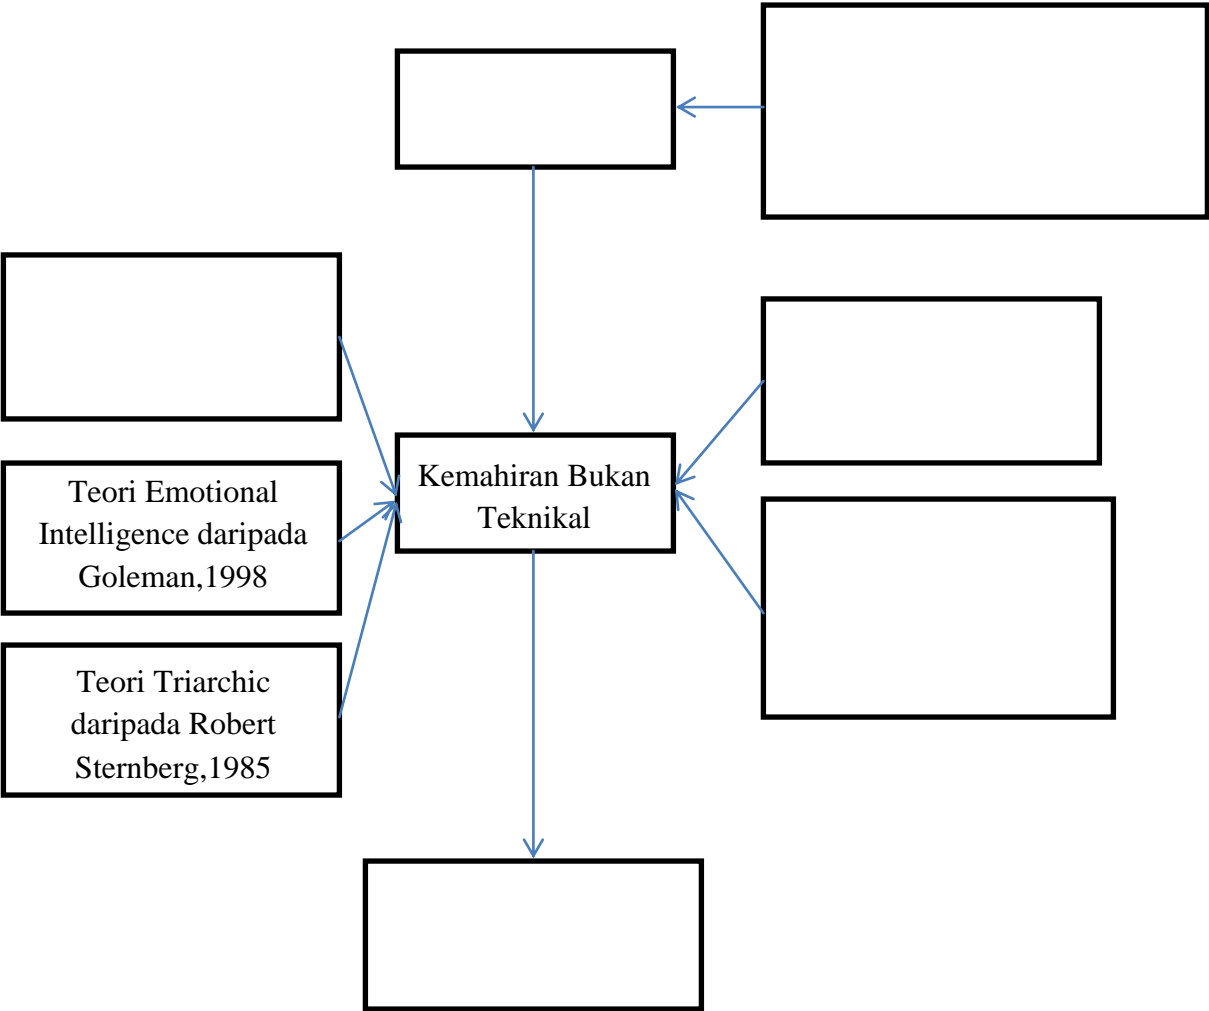 Kemahiran Bukan
Teknikal
Teori Emotional
Intelligence daripada
Goleman,1998
Teori Triarchic
daripada Robert
Sternberg,1985